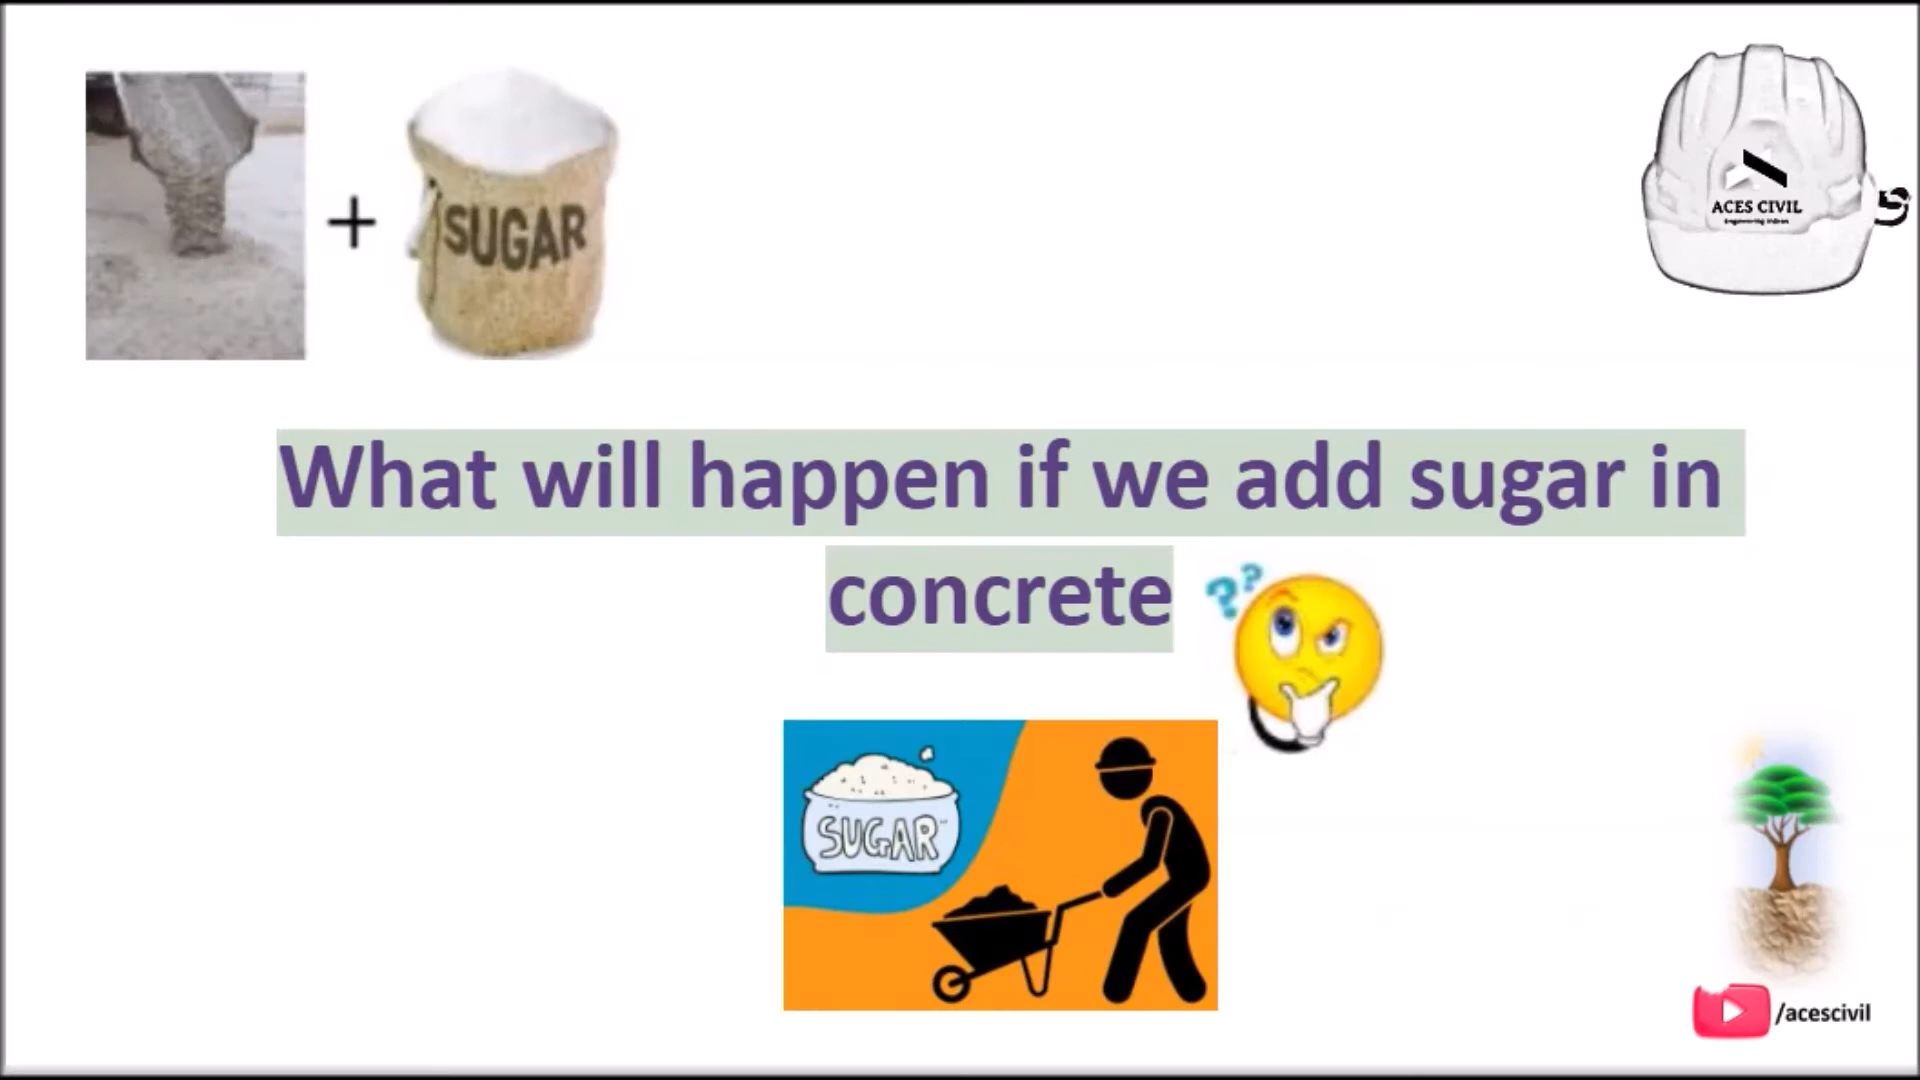 +
SUGAR
ACES CIVIL
What will happen if we add sugar in
concrete
??
SUGAR
/acescivil